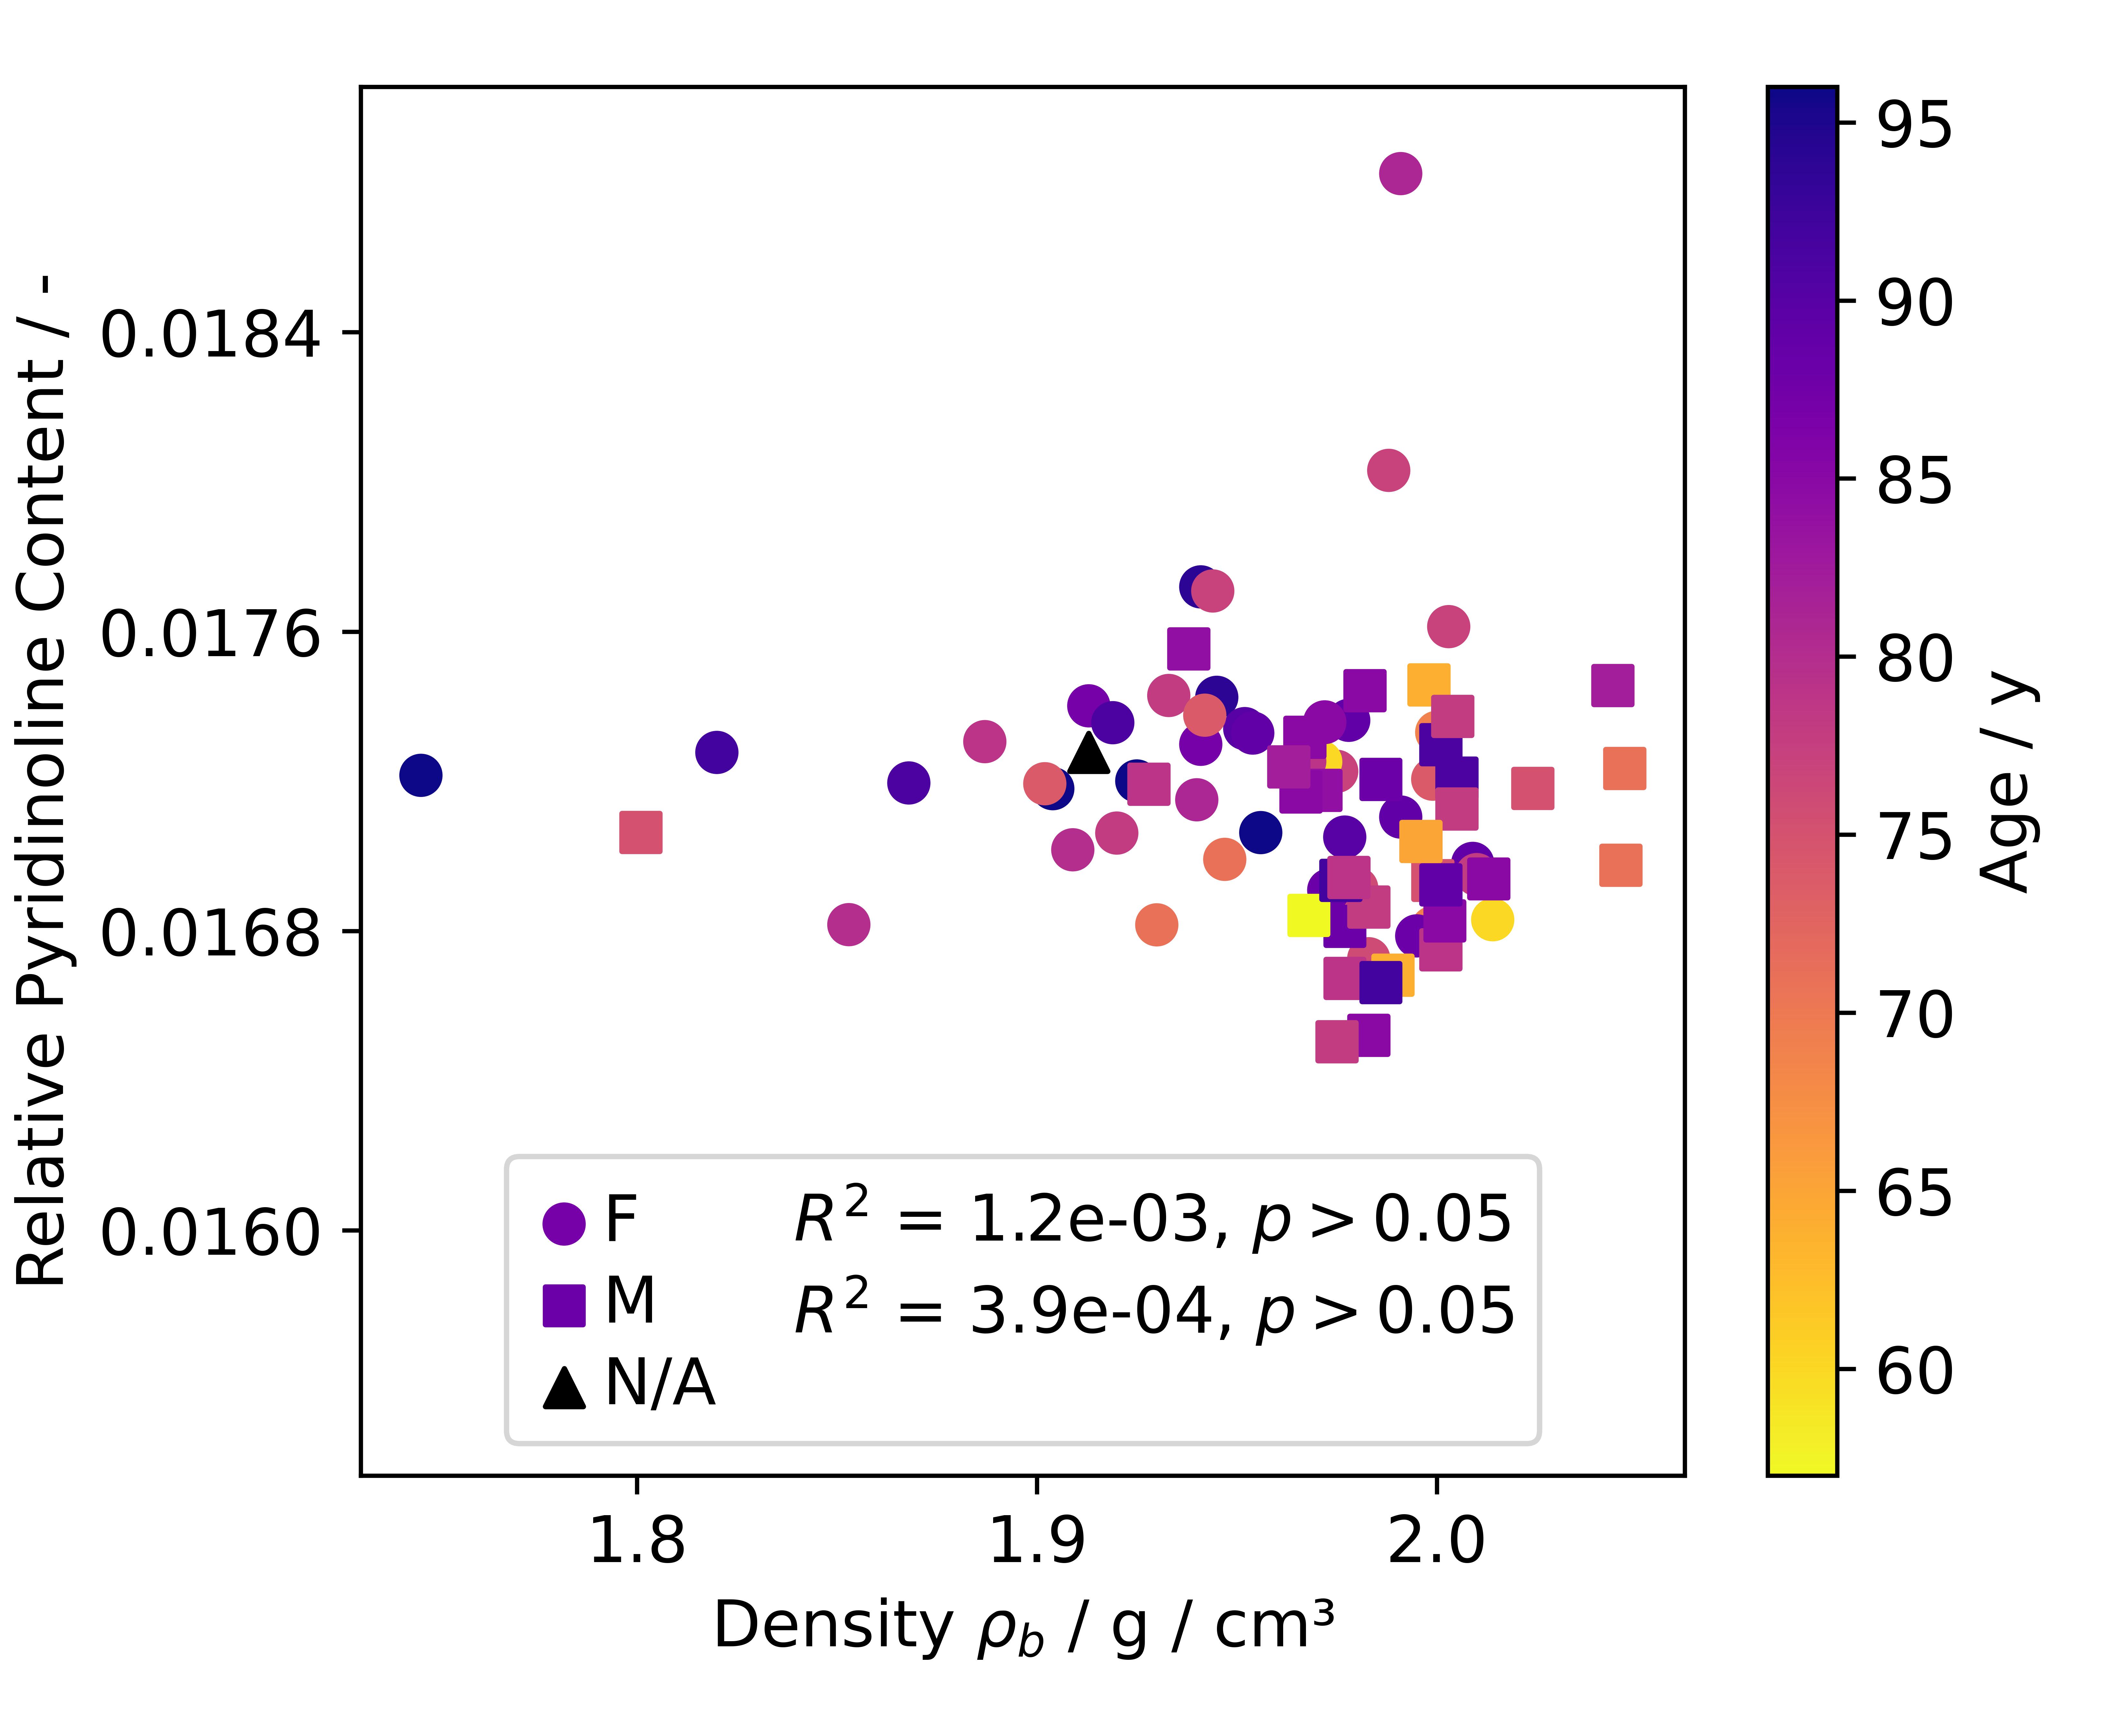 Relative Pyridinoline Content / -
0.0184
0.0176
0.0168
0.0160
F R² = 1.2e-03, p > 0.05
M R² = 3.9e-04, p > 0.05
N/A
1.8 1.9 2.0
Density ρb / g / cm³
95
90
85
80
75
70
65
60
Age / y